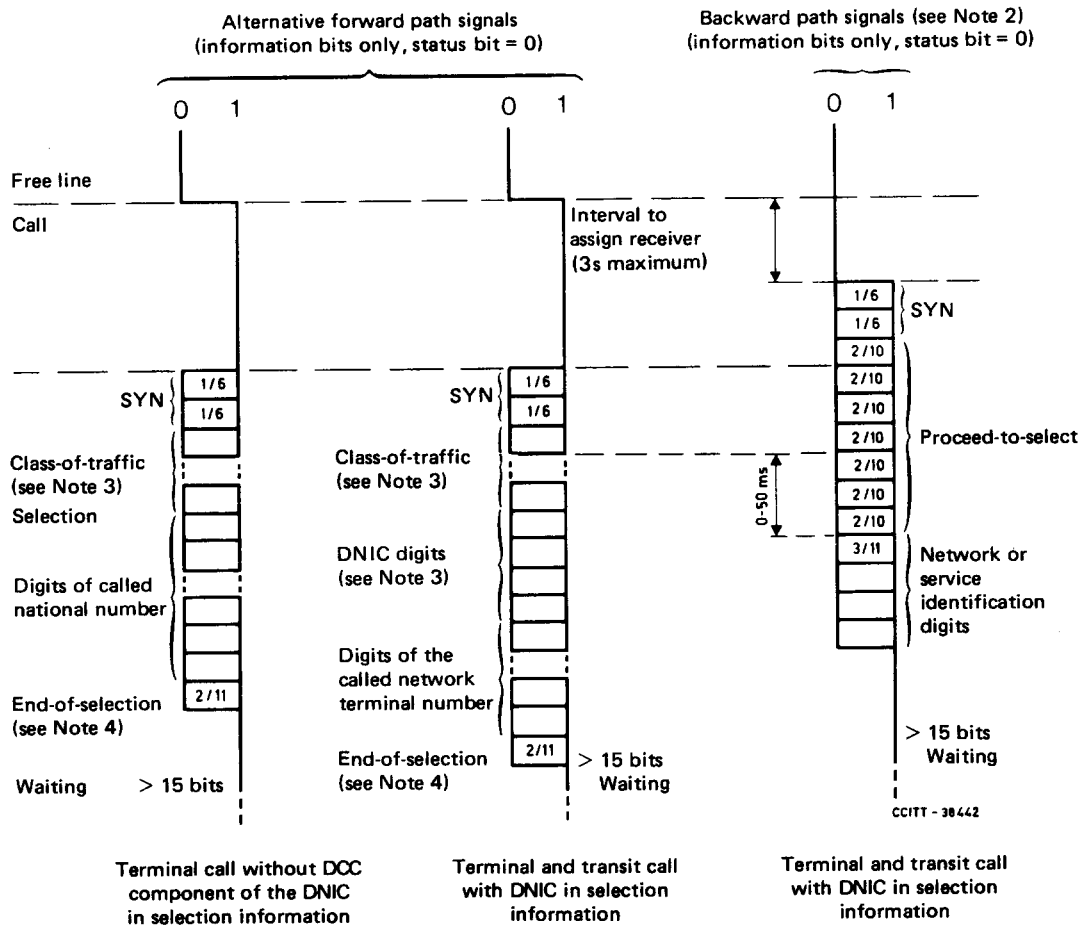 Alternative forward path signals
(information bits only, status bit = 0)
Backward path signals (see Note 2)
(information bits only, status bit = 0)
0 1
0 1
0 1
Free line
Call
Interval to
assign receiver
(3s maximum)
SYN
1/6
1/6
Class-of-traffic
(see Note 3)
Selection
Digits of called
national number
End-of-selection
(see Note 4)
2/11
Waiting > 15 bits
SYN
1/6
1/6
Class-of-traffic
(see Note 3)
DNIC digits
(see Note 3)
Digits of the
called network
terminal number
End-of-selection
(see Note 4)
2/11
> 15 bits
Waiting
1/6
1/6
SYN
2/10
2/10
2/10
2/10
2/10
2/10
2/10
Proceed-to-select
0-50 ms
3/11
Network or
service
identification
digits
> 15 bits
Waiting
CCITT - 38442
Terminal call without DCC
component of the DNIC
in selection information
Terminal and transit call
with DNIC in selection
information
Terminal and transit call
with DNIC in selection
information